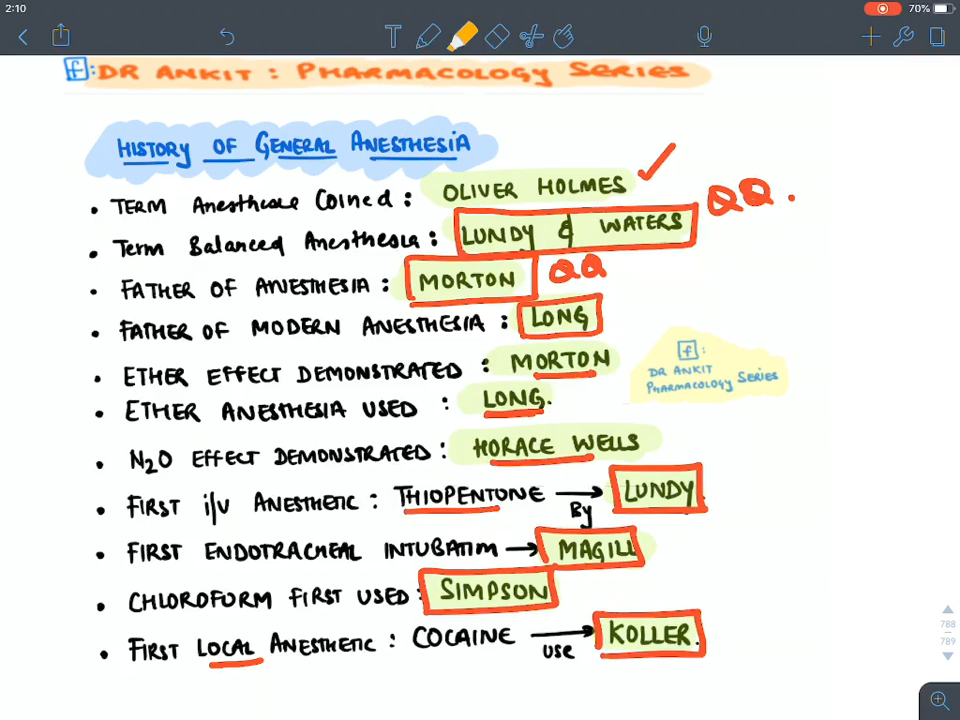 2:10
70%
f: DR ANKIT : PHARMACOLOGY SERIES
HISTORY OF GENERAL ANESTHESIA
• TERM Anesthesia Coined : OLIVER HOLMES ✓
QQ.
• Term Balanced Anesthesia : LUNDY & WATERS
• FATHER OF ANESTHESIA : MORTON QQ
• FATHER OF MODERN ANESTHESIA : LONG
• ETHER EFFECT DEMONSTRATED : MORTON
f:
DR ANKIT
PHARMACOLOGY SERIES
• ETHER ANESTHESIA USED : LONG.
• N2O EFFECT DEMONSTRATED : HORACE WELLS
• FIRST i/v ANESTHETIC : THIOPENTONE → By LUNDY.
• FIRST ENDOTRACHEAL INTUBATION → MAGILL
• CHLOROFORM FIRST USED : SIMPSON
• FIRST LOCAL ANESTHETIC : COCAINE → USE KOLLER.
788
789